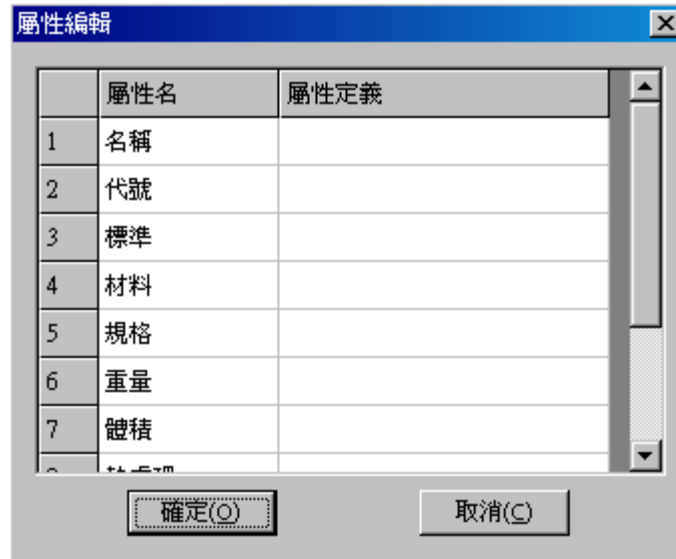 屬性編輯
屬性名 屬性定義
1 名稱
2 代號
3 標準
4 材料
5 規格
6 重量
7 體積
確定(O) 取消(C)